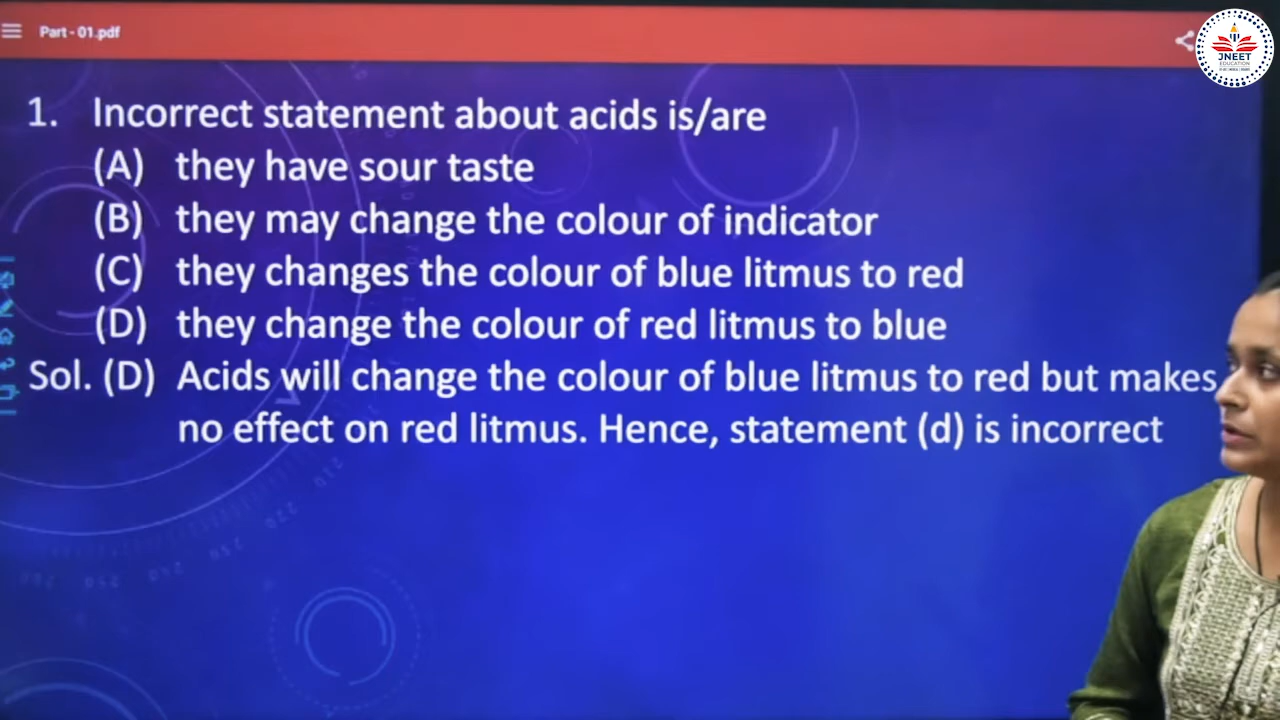 Part - 01.pdf
JNEET
EDUCATION
1. Incorrect statement about acids is/are
(A) they have sour taste
(B) they may change the colour of indicator
(C) they changes the colour of blue litmus to red
(D) they change the colour of red litmus to blue
Sol. (D) Acids will change the colour of blue litmus to red but makes
no effect on red litmus. Hence, statement (d) is incorrect